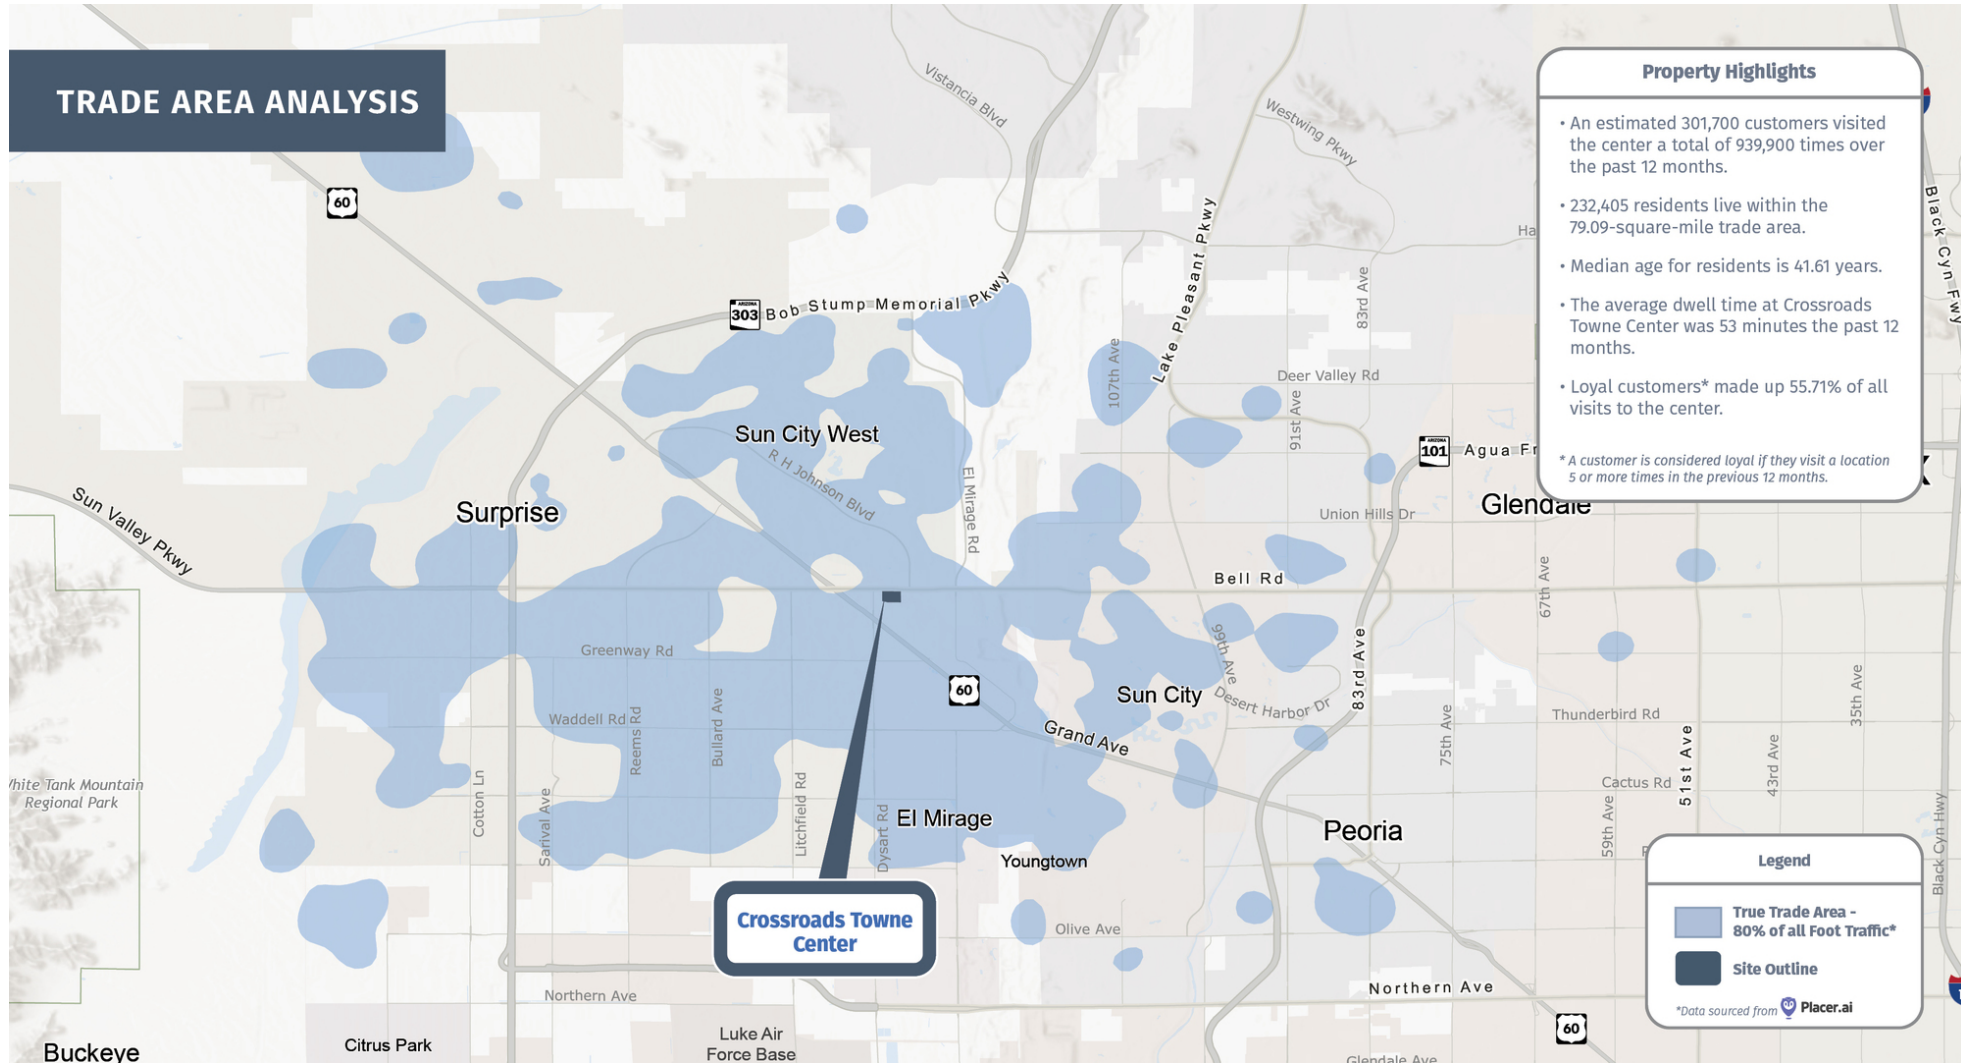 TRADE AREA ANALYSIS
Property Highlights
• An estimated 301,700 customers visited
the center a total of 939,900 times over
the past 12 months.
• 232,405 residents live within the
79.09-square-mile trade area.
• Median age for residents is 41.61 years.
• The average dwell time at Crossroads
Towne Center was 53 minutes the past 12
months.
• Loyal customers* made up 55.71% of all
visits to the center.
* A customer is considered loyal if they visit a location
5 or more times in the previous 12 months.
Vistancia Blvd
Westwing Pkwy
60
Lake Pleasant Pkwy
Black Cyn Fwy
Ha
ARIZONA
303
Bob Stump Memorial Pkwy
83rd Ave
107th Ave
Deer Valley Rd
91st Ave
Sun City West
R H Johnson Blvd
El Mirage Rd
ARIZONA
101
Agua Fr
Glendale
Surprise
Sun Valley Pkwy
Union Hills Dr
Bell Rd
67th Ave
Greenway Rd
99th Ave
83rd Ave
60
Sun City
Desert Harbor Dr
Waddell Rd
Reems Rd
Bullard Ave
Grand Ave
Thunderbird Rd
35th Ave
75th Ave
51st Ave
43rd Ave
White Tank Mountain
Regional Park
Cotton Ln
Sarival Ave
Litchfield Rd
Dysart Rd
El Mirage
Cactus Rd
59th Ave
Peoria
Youngtown
Black Cyn Hwy
Crossroads Towne
Center
Olive Ave
Northern Ave
Northern Ave
60
Citrus Park
Luke Air
Force Base
Buckeye
Glendale Ave
Legend
True Trade Area -
80% of all Foot Traffic*
Site Outline
*Data sourced from Placer.ai